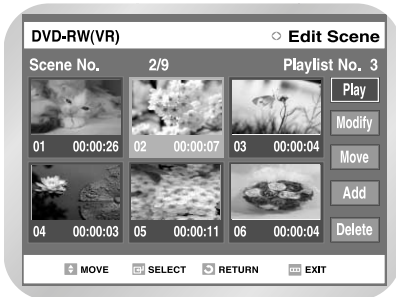 DVD-RW(VR) Edit Scene
Scene No. 2/9 Playlist No. 3
01 00:00:26 02 00:00:07 03 00:00:04
04 00:00:03 05 00:00:11 06 00:00:04
Play
Modify
Move
Add
Delete
MOVE SELECT RETURN EXIT